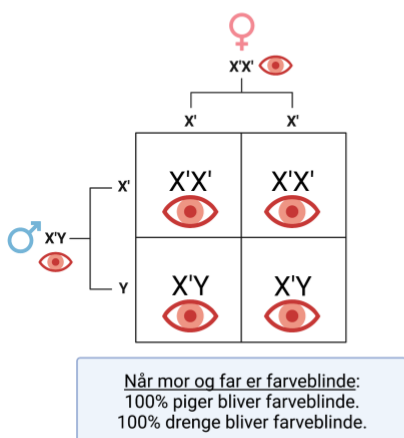 X'X'
X' X'
X'
X'X' X'X'
X'Y
Y
X'Y X'Y
Når mor og far er farveblinde:
100% piger bliver farveblinde.
100% drenge bliver farveblinde.